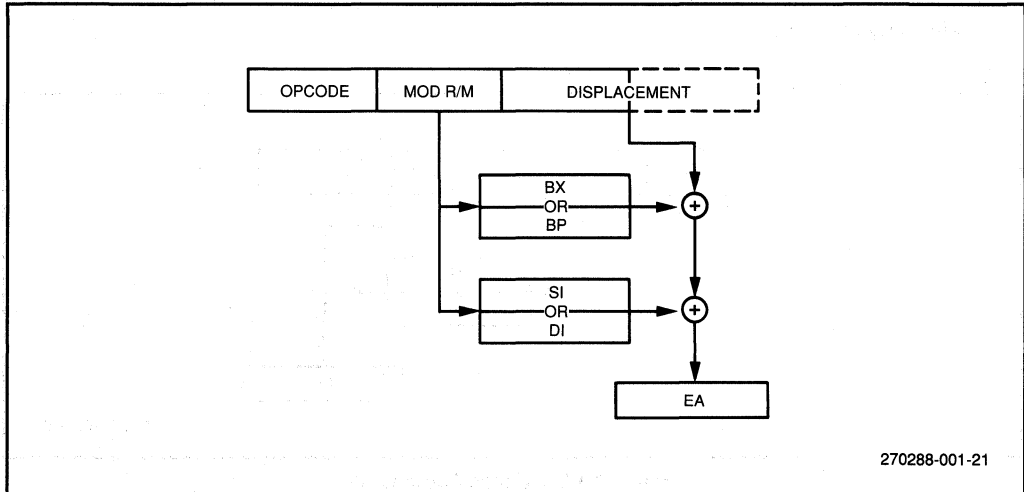 OPCODE
MOD R/M
DISPLACEMENT
BX
OR
BP
+
SI
OR
DI
+
EA
270288-001-21